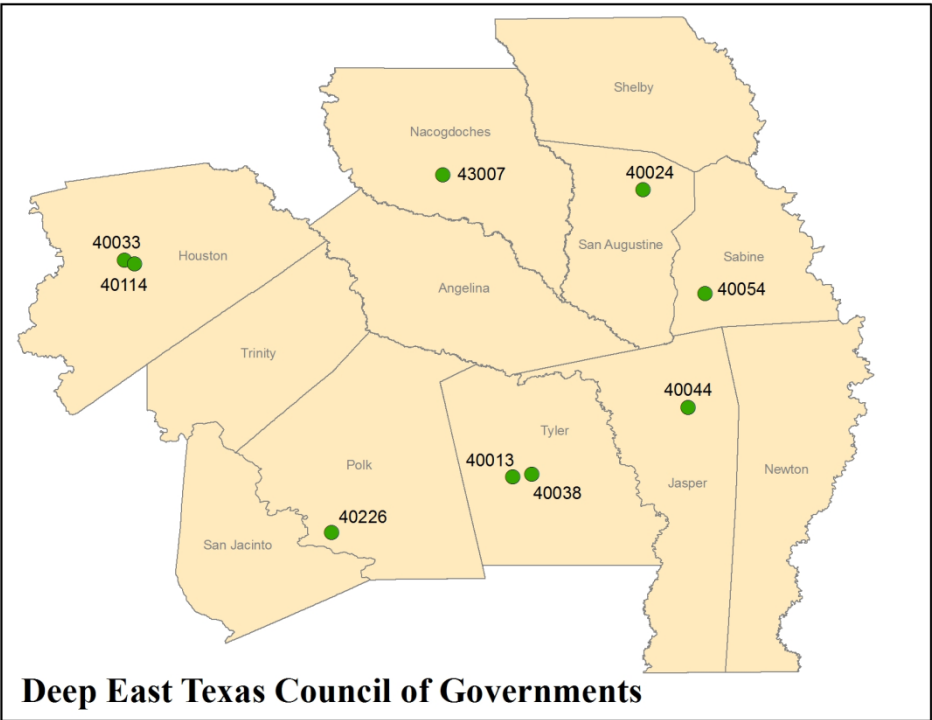 Shelby
Nacogdoches
43007
40024
40033
Houston
San Augustine
Sabine
40114
Angelina
40054
Trinity
40044
Tyler
40013
Polk
Newton
Jasper
40038
40226
San Jacinto
Deep East Texas Council of Governments